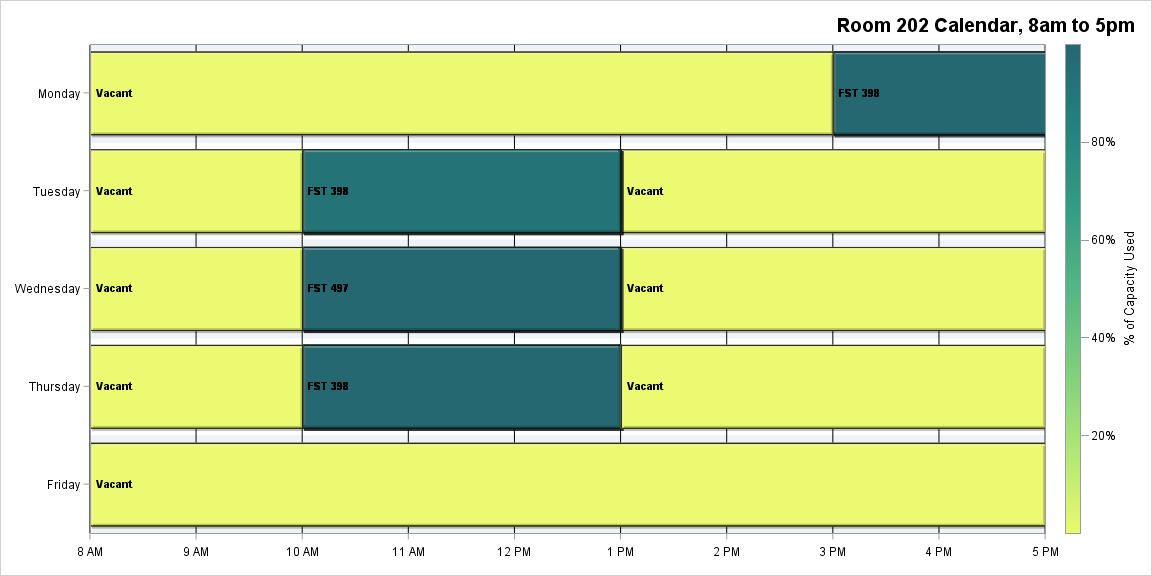 Room 202 Calendar, 8am to 5pm
Monday
Vacant
FST 398
Tuesday
Vacant
FST 398
Vacant
Wednesday
Vacant
FST 497
Vacant
Thursday
Vacant
FST 398
Vacant
Friday
Vacant
8 AM
9 AM
10 AM
11 AM
12 PM
1 PM
2 PM
3 PM
4 PM
5 PM
80%
60%
40%
20%
% of Capacity Used